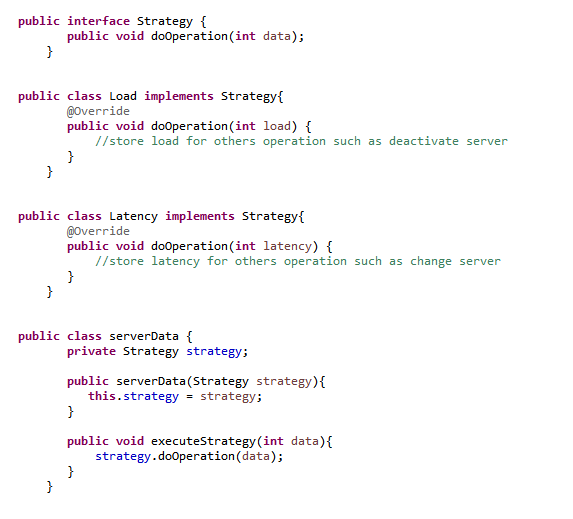 public interface Strategy {
public void doOperation(int data);
}
public class Load implements Strategy{
@Override
public void doOperation(int load) {
//store load for others operation such as deactivate server
}
}
public class Latency implements Strategy{
@Override
public void doOperation(int latency) {
//store latency for others operation such as change server
}
}
public class serverData {
private Strategy strategy;
public serverData(Strategy strategy){
this.strategy = strategy;
}
public void executeStrategy(int data){
strategy.doOperation(data);
}
}